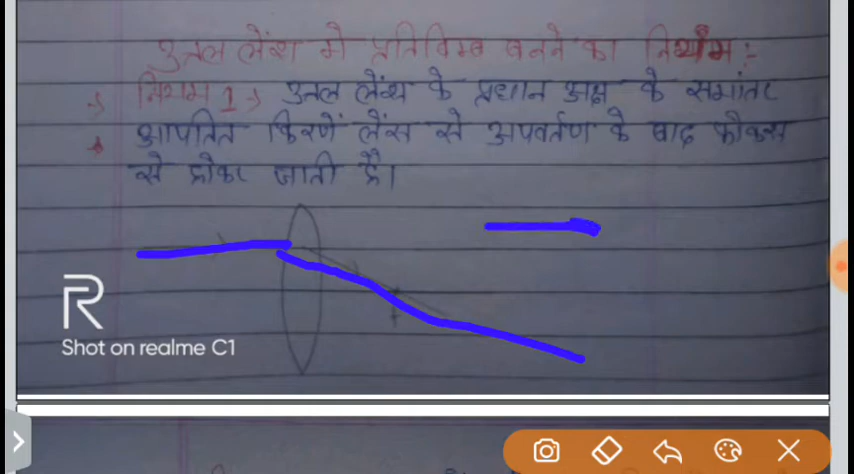 उत्तल लेंश मे प्रतिविम्ब बनने का नियम :-
नियम 1 → उत्तल लेंश के प्रधान अक्ष के समांतर
आपतित किरणें लेंस से अपवर्तण के बाद फोकस
से होकर जाती है।
R
Shot on realme C1